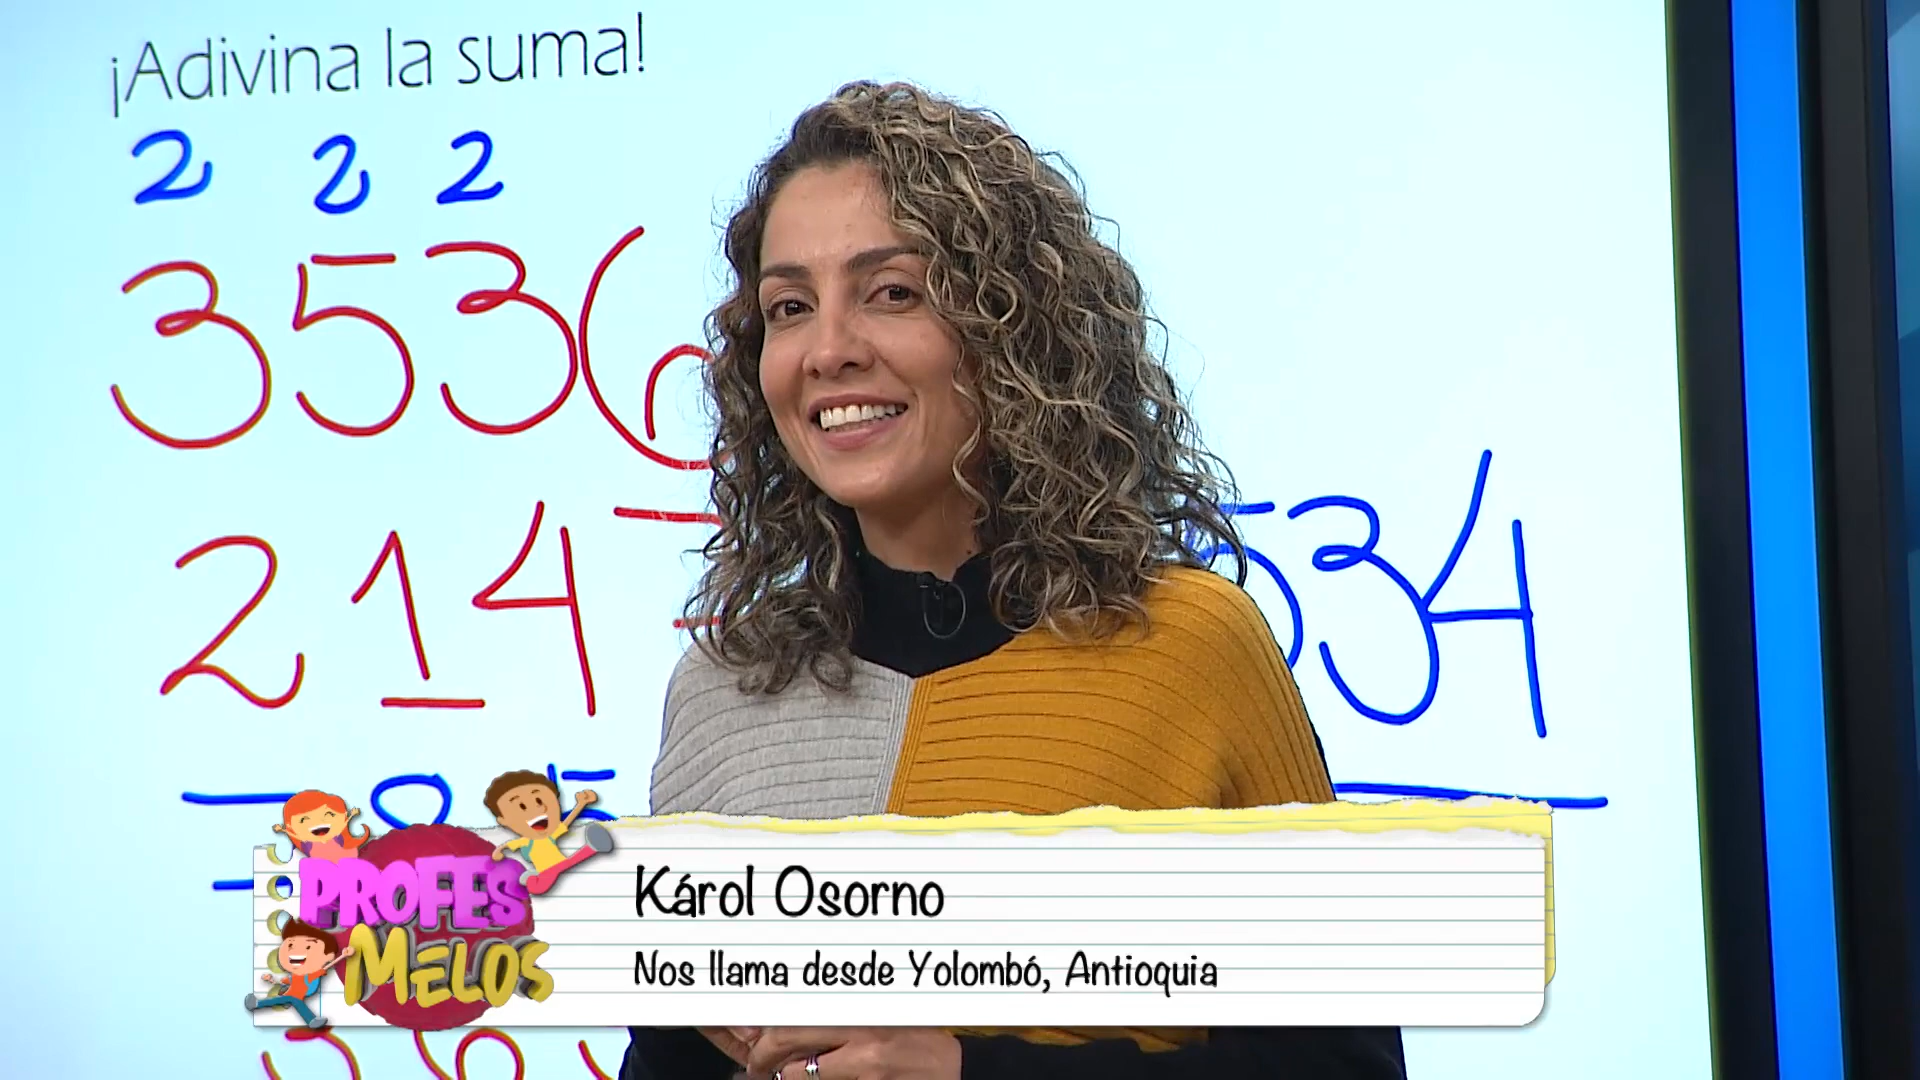 ¡Adivina la suma!
2 2 2
3536
214
534
PROFES
MELOS
Károl Osorno
Nos llama desde Yolombó, Antioquia